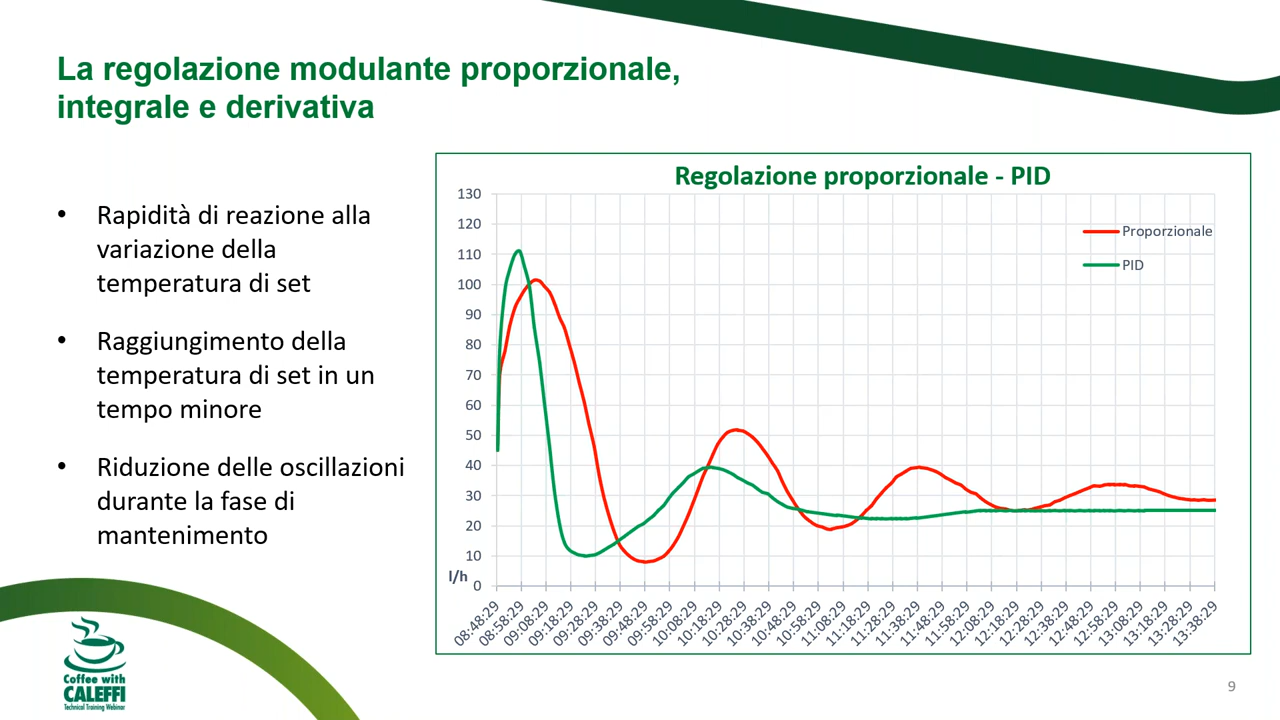 La regolazione modulante proporzionale,
integrale e derivativa
• Rapidità di reazione alla
variazione della
temperatura di set
• Raggiungimento della
temperatura di set in un
tempo minore
• Riduzione delle oscillazioni
durante la fase di
mantenimento
Regolazione proporzionale - PID
130
120
110
100
90
80
70
60
50
40
30
20
10
0
l/h
Proporzionale
PID
08:48:29
08:58:29
09:08:29
09:18:29
09:28:29
09:38:29
09:48:29
09:58:29
10:08:29
10:18:29
10:28:29
10:38:29
10:48:29
10:58:29
11:08:29
11:18:29
11:28:29
11:38:29
11:48:29
11:58:29
12:08:29
12:18:29
12:28:29
12:38:29
12:48:29
12:58:29
13:08:29
13:18:29
13:28:29
13:38:29
Coffee with
CALEFFI
Technical Training Webinar
9